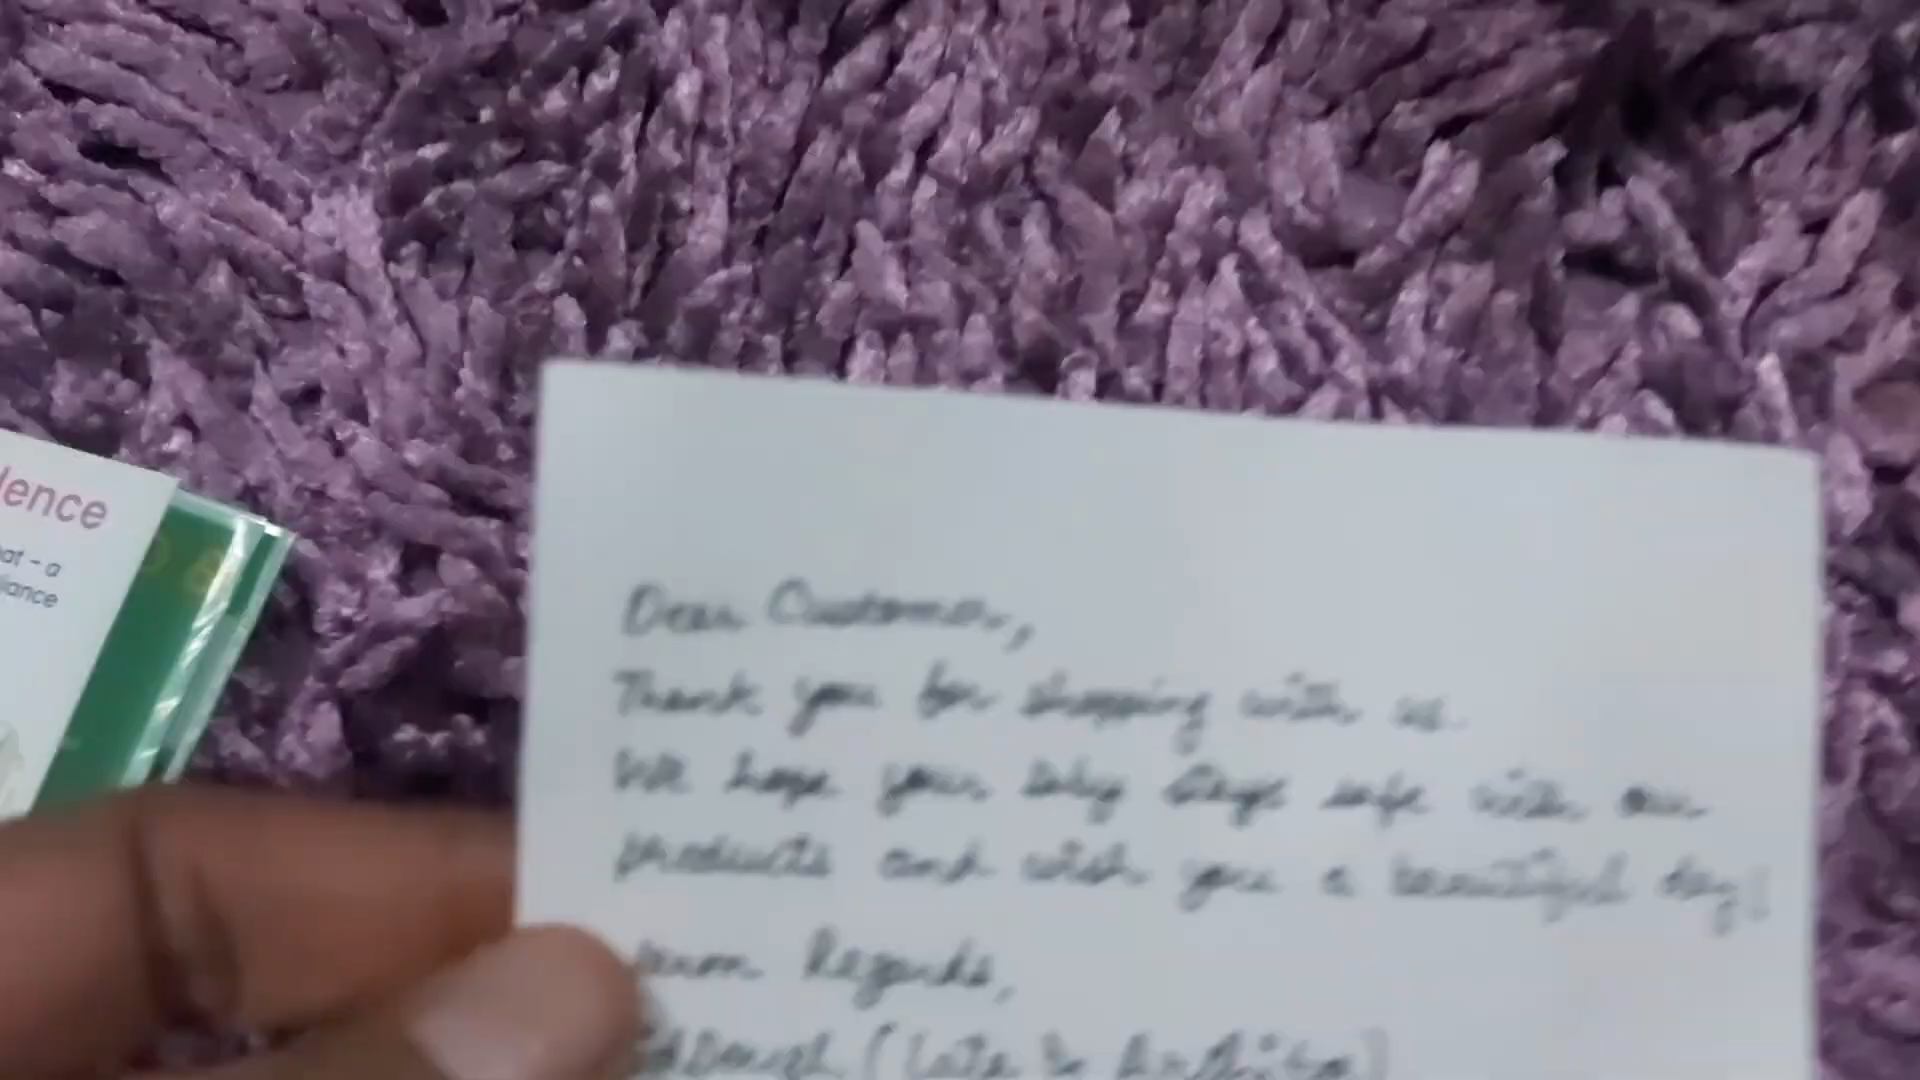 lence
at - a
iance
Dear Customer,
Thank you for shopping with us.
We hope your baby stays safe with our
products and wish you a beautiful day!
Warm Regards,